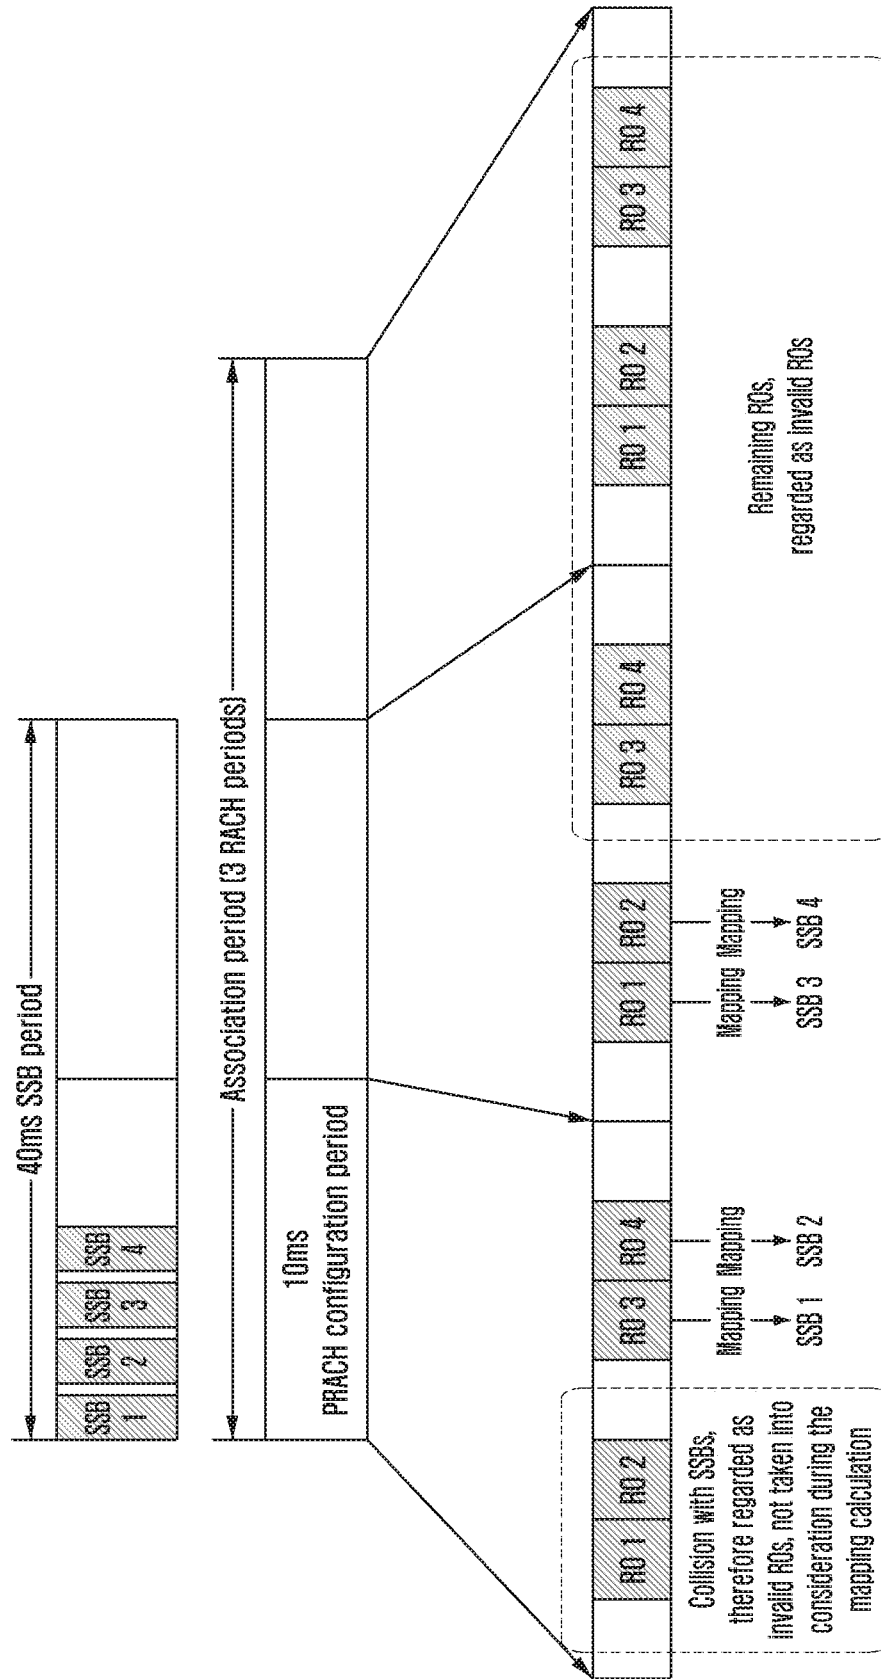 40ms SSB period
SSB
1
SSB
2
SSB
3
SSB
4
Association period (3 RACH periods)
10ms
PRACH configuration period
RO 1
RO 2
RO 3
RO 4
RO 1
RO 2
RO 3
RO 4
RO 1
RO 2
RO 3
RO 4
Collision with SSBs,
therefore regarded as
invalid ROs, not taken into
consideration during the
mapping calculation
Mapping
Mapping
SSB 1
SSB 2
Mapping
Mapping
SSB 3
SSB 4
Remaining ROs,
regarded as invalid ROs